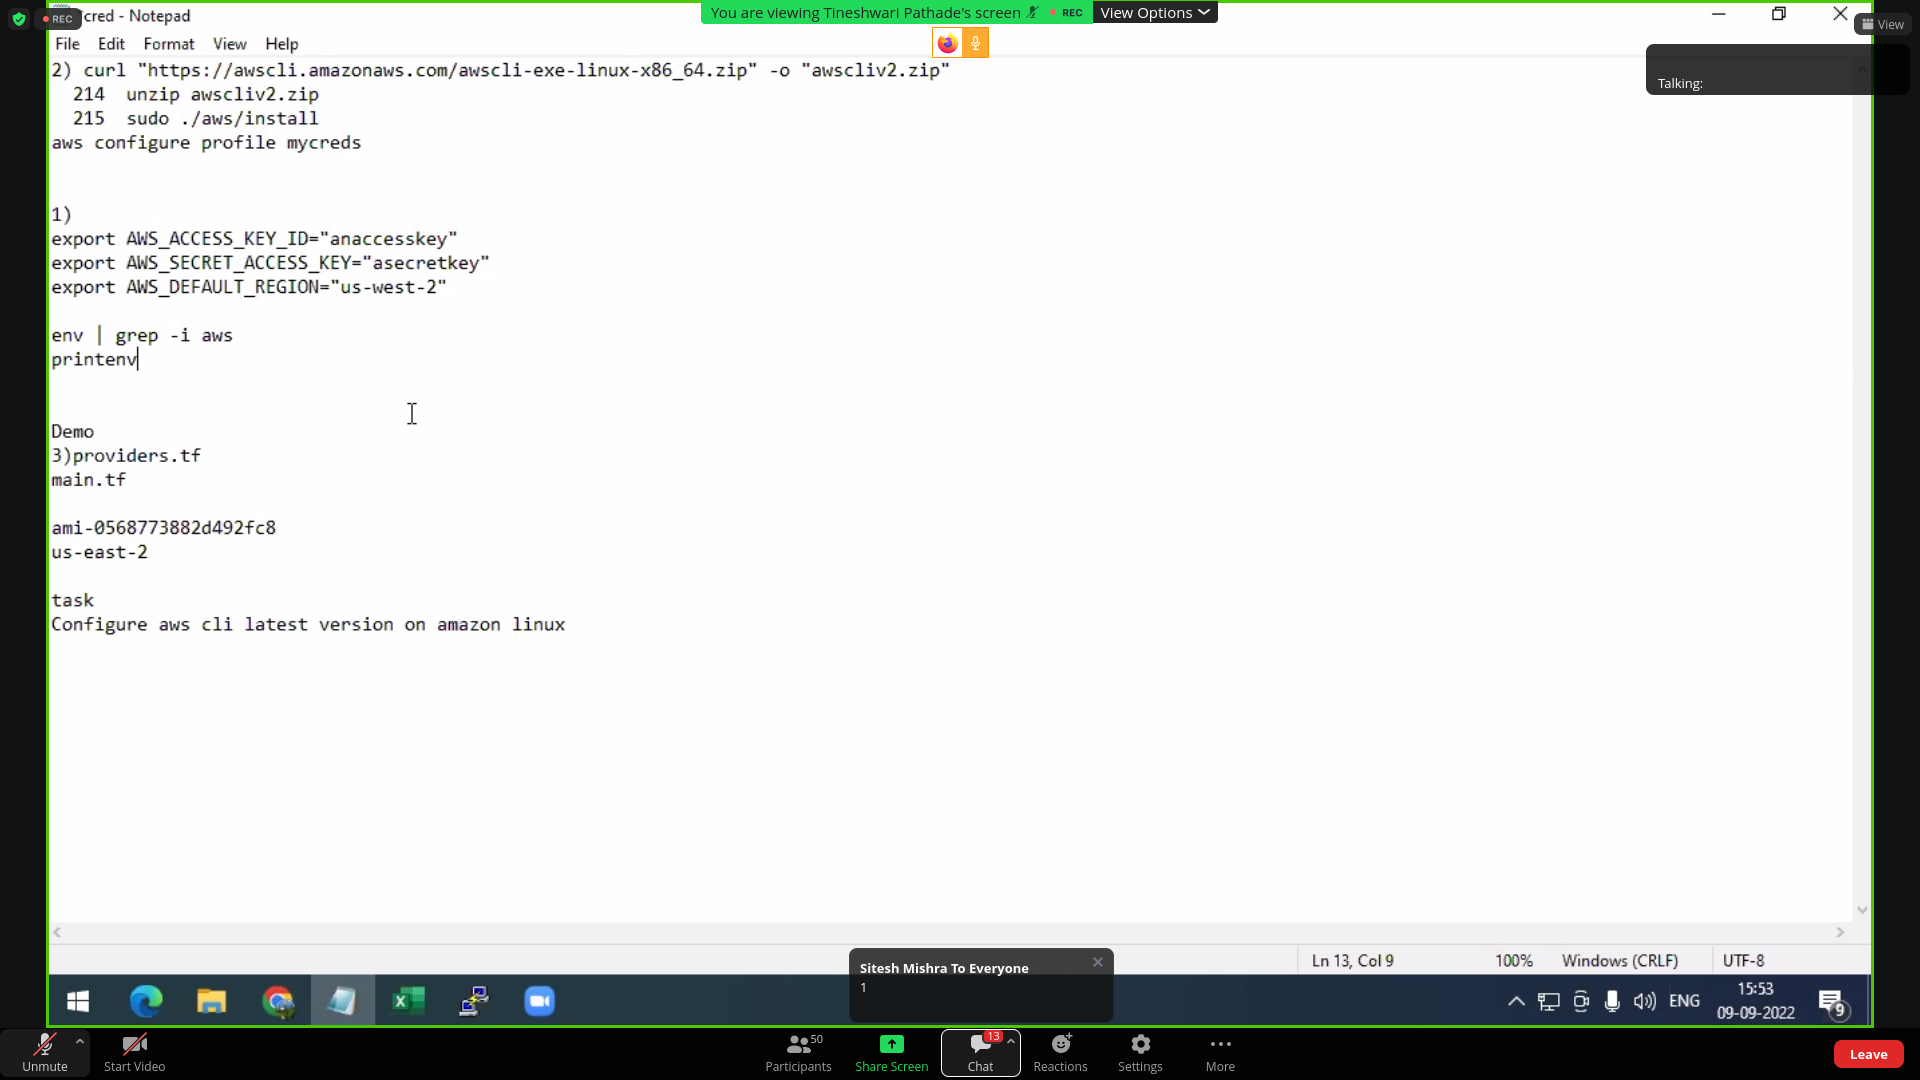 REC
cred - Notepad
You are viewing Tineshwari Pathade's screen
REC
View Options
View
File Edit Format View Help
Talking:
2) curl "https://awscli.amazonaws.com/awscli-exe-linux-x86_64.zip" -o "awscliv2.zip"
214 unzip awscliv2.zip
215 sudo ./aws/install
aws configure profile mycreds
1)
export AWS_ACCESS_KEY_ID="anaccesskey"
export AWS_SECRET_ACCESS_KEY="asecretkey"
export AWS_DEFAULT_REGION="us-west-2"
env | grep -i aws
printenv
Demo
3)providers.tf
main.tf
ami-0568773882d492fc8
us-east-2
task
Configure aws cli latest version on amazon linux
Ln 13, Col 9
100%
Windows (CRLF)
UTF-8
Sitesh Mishra To Everyone
1
ENG
15:53
09-09-2022
9
Unmute
Start Video
50
Participants
Share Screen
13
Chat
Reactions
Settings
More
Leave